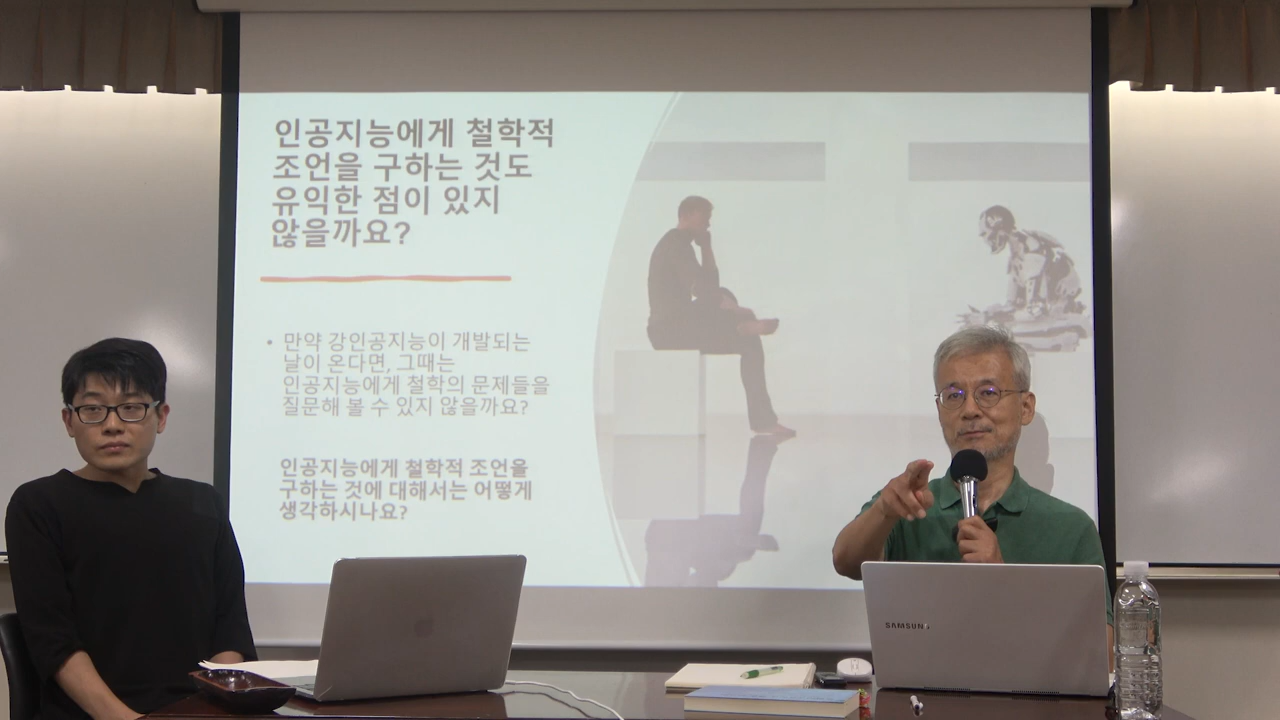 인공지능에게 철학적
조언을 구하는 것도
유익한 점이 있지
않을까요?
• 만약 강인공지능이 개발되는
날이 온다면, 그때는
인공지능에게 철학의 문제들을
질문해 볼 수 있지 않을까요?
인공지능에게 철학적 조언을
구하는 것에 대해서는 어떻게
생각하시나요?
SAMSUNG